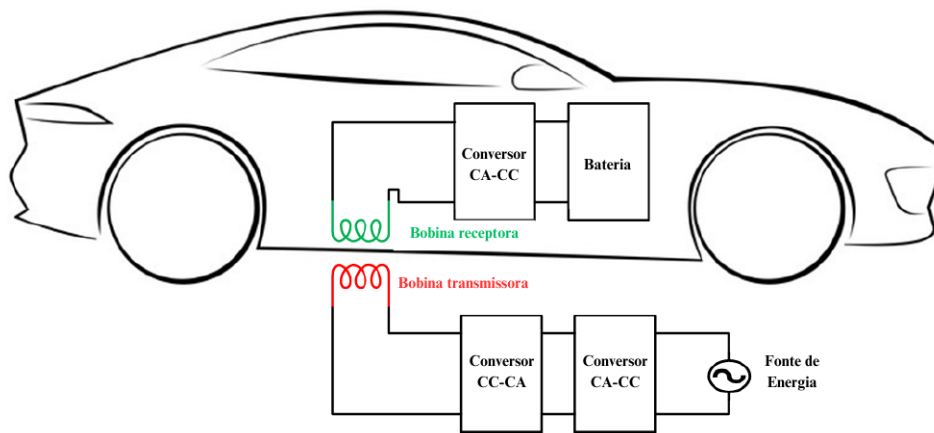 Conversor
CA-CC
Bateria
Bobina receptora
Bobina transmissora
Conversor
CC-CA
Conversor
CA-CC
Fonte de
Energia